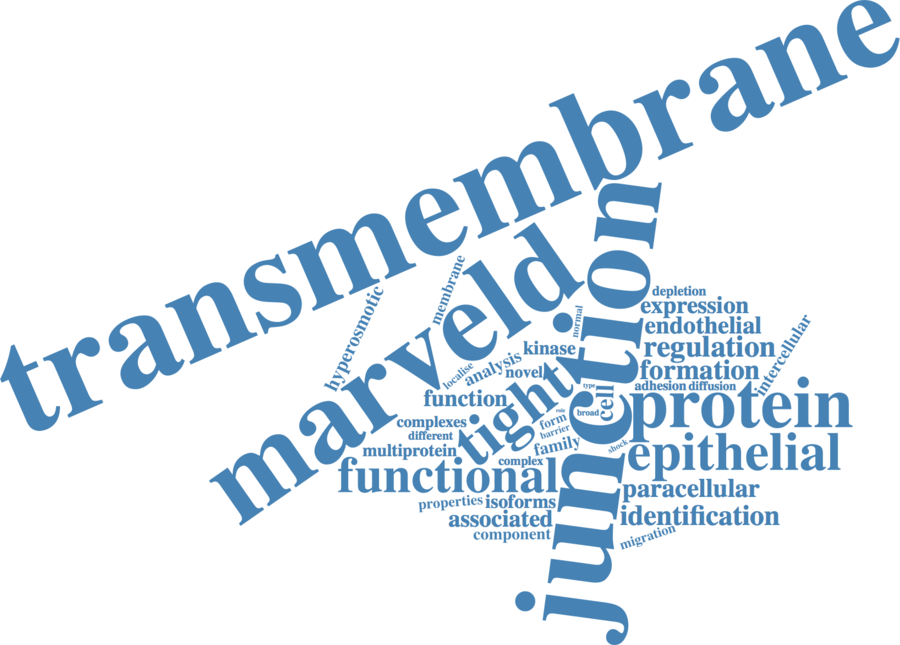 transmembrane
junction
marveld
membrane
hyperosmotic
depletion
expression
normal
endothelial
intercellular
kinase
regulation
analysis
localise
novel
formation
type
adhesion
diffusion
function
tight
cell
protein
role
broad
complexes
form
different
barrier
family
shock
multiprotein
epithelial
complex
functional
paracellular
properties
isoforms
associated
identification
component
migration